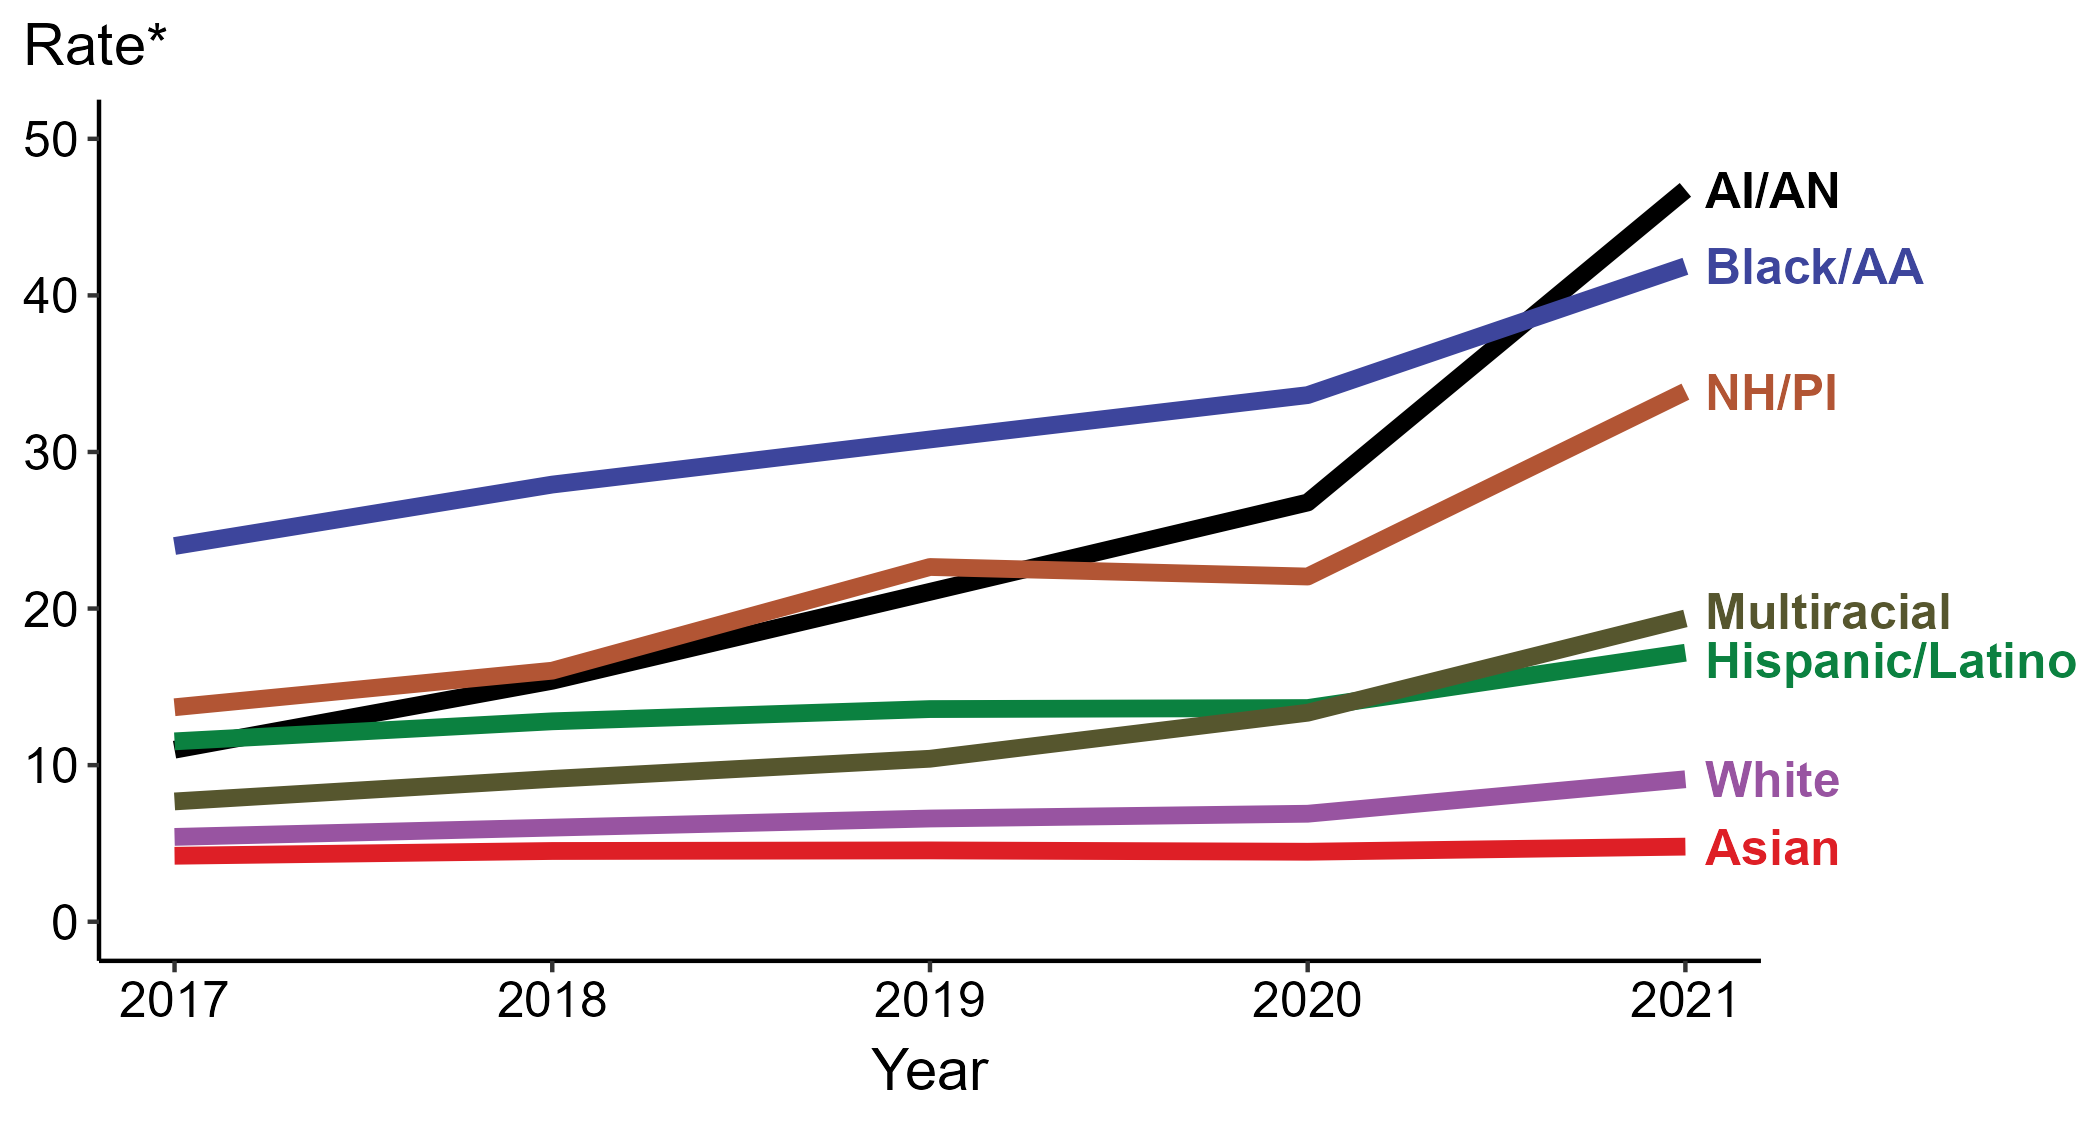 Rate*
50
40
30
20
10
0
AI/AN
Black/AA
NH/PI
Multiracial
Hispanic/Latino
White
Asian
2017 2018 2019 2020 2021
Year